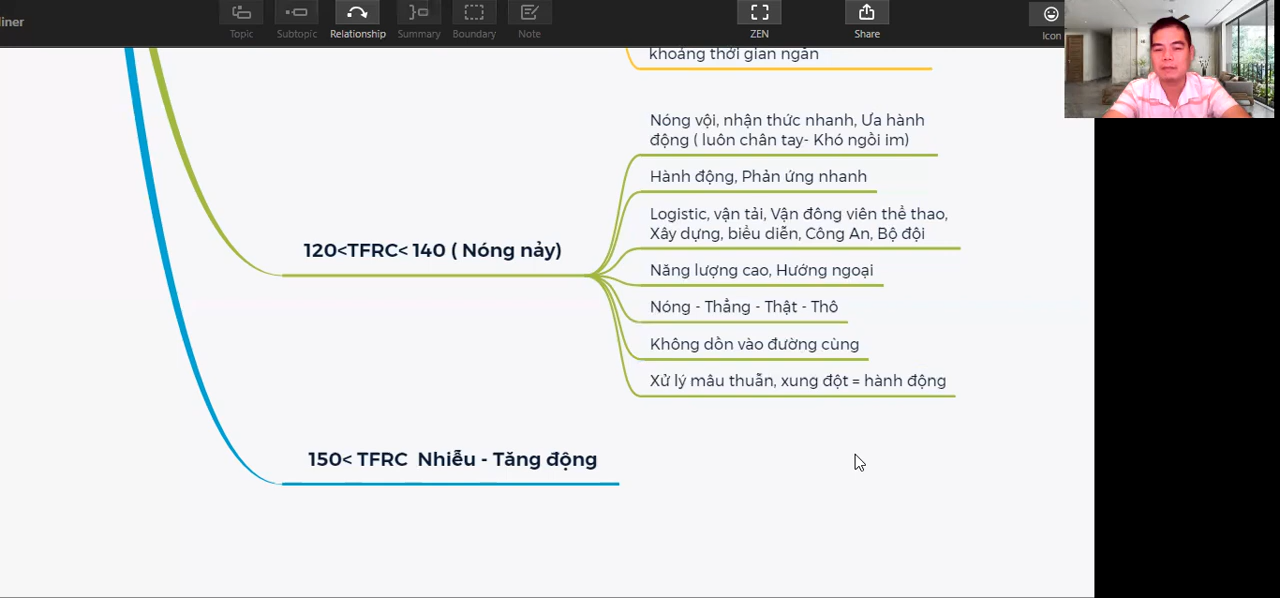 liner
Topic
Subtopic
Relationship
Summary
Boundary
Note
ZEN
Share
Icon
khoảng thời gian ngắn
Nóng vội, nhận thức nhanh, Ưa hành
động ( luôn chân tay- Khó ngồi im)
Hành động, Phản ứng nhanh
Logistic, vận tải, Vận đông viên thể thao,
Xây dựng, biểu diễn, Công An, Bộ đội
120<TFRC< 140 ( Nóng nảy)
Năng lượng cao, Hướng ngoại
Nóng - Thẳng - Thật - Thô
Không dồn vào đường cùng
Xử lý mâu thuẫn, xung đột = hành động
150< TFRC  Nhiễu - Tăng động